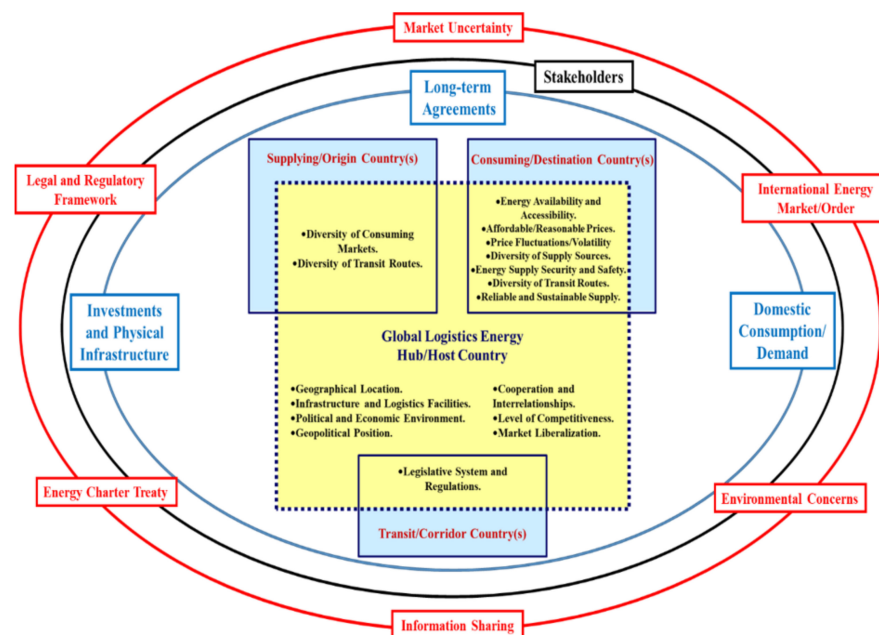 Market Uncertainty
Stakeholders
Long-term
Agreements
Supplying/Origin Country(s)
Consuming/Destination Country(s)
Legal and Regulatory
Framework
International Energy
Market/Order
•Diversity of Consuming
Markets.
•Diversity of Transit Routes.
•Energy Availability and
Accessibility.
•Affordable/Reasonable Prices.
•Price Fluctuations/Volatility
•Diversity of Supply Sources.
•Energy Supply Security and Safety.
•Diversity of Transit Routes.
•Reliable and Sustainable Supply.
Investments
and Physical
Infrastructure
Domestic
Consumption/
Demand
Global Logistics Energy
Hub/Host Country
•Geographical Location.
•Infrastructure and Logistics Facilities.
•Political and Economic Environment.
•Geopolitical Position.
•Cooperation and
Interrelationships.
•Level of Competitiveness.
•Market Liberalization.
•Legislative System and
Regulations.
Transit/Corridor Country(s)
Energy Charter Treaty
Environmental Concerns
Information Sharing